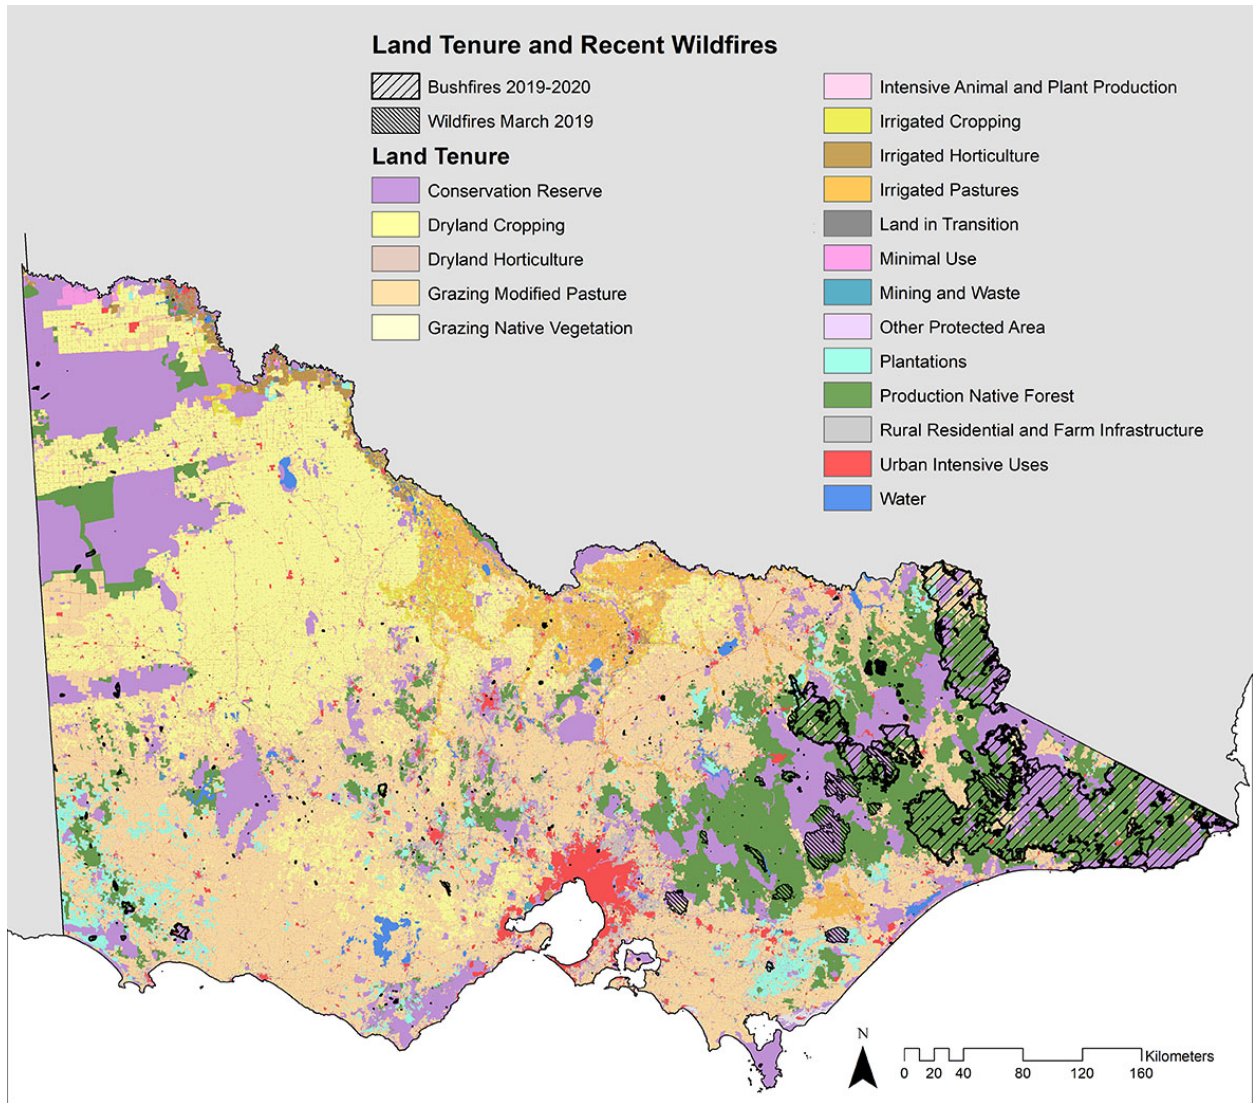 Land Tenure and Recent Wildfires
Bushfires 2019-2020
Wildfires March 2019
Land Tenure
Conservation Reserve
Dryland Cropping
Dryland Horticulture
Grazing Modified Pasture
Grazing Native Vegetation
Intensive Animal and Plant Production
Irrigated Cropping
Irrigated Horticulture
Irrigated Pastures
Land in Transition
Minimal Use
Mining and Waste
Other Protected Area
Plantations
Production Native Forest
Rural Residential and Farm Infrastructure
Urban Intensive Uses
Water
N
Kilometers
0 20 40 80 120 160